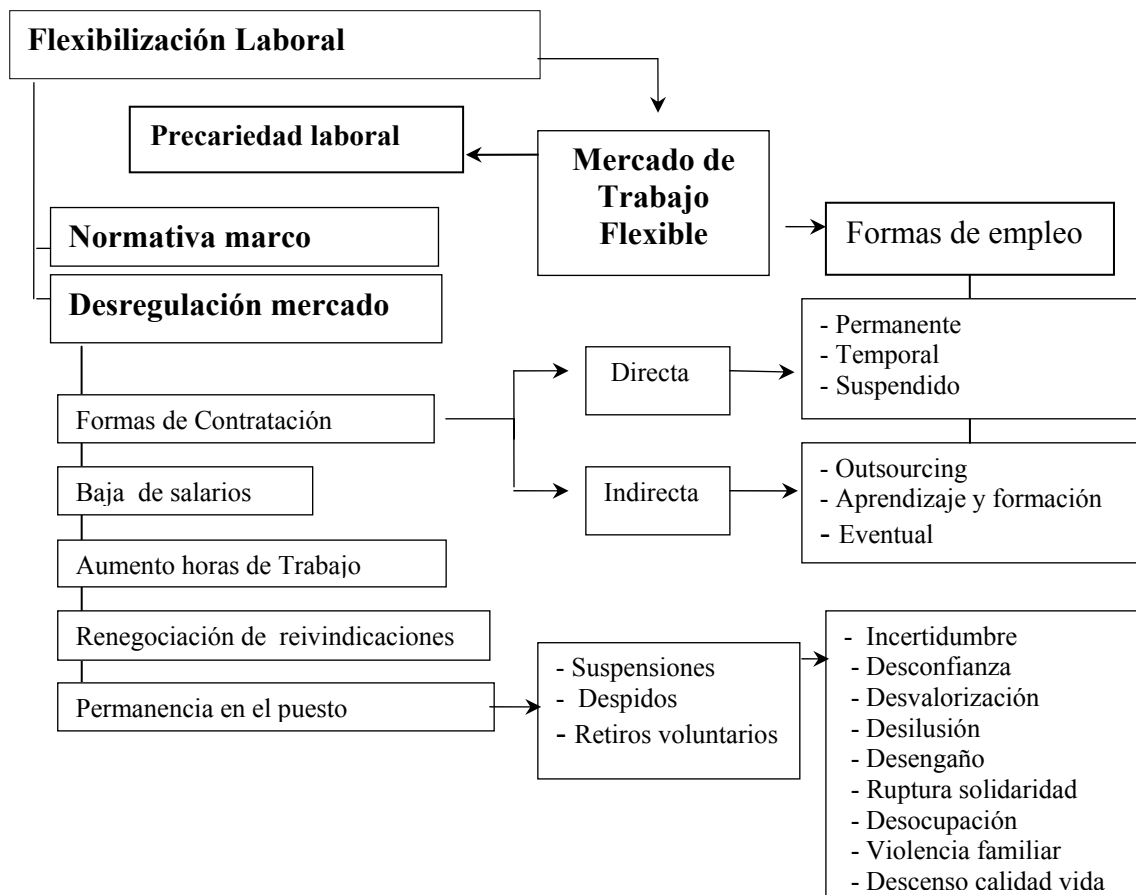 Flexibilización Laboral
Precariedad laboral
Mercado de
Trabajo
Flexible
Normativa marco
Formas de empleo
Desregulación mercado
- Permanente
- Temporal
- Suspendido
Directa
Formas de Contratación
- Outsourcing
- Aprendizaje y formación
- Eventual
Indirecta
Baja de salarios
Aumento horas de Trabajo
Renegociación de reivindicaciones
- Suspensiones
- Despidos
- Retiros voluntarios
Permanencia en el puesto
- Incertidumbre
- Desconfianza
- Desvalorización
- Desilusión
- Desengaño
- Ruptura solidaridad
- Desocupación
- Violencia familiar
- Descenso calidad vida